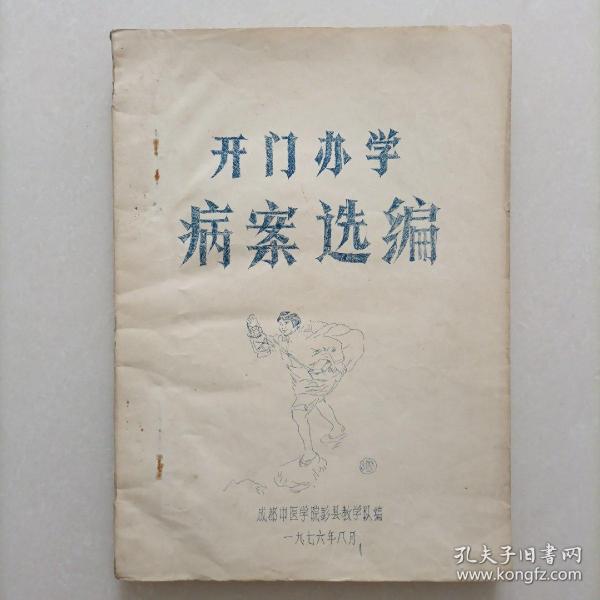 开门办学
病案选编
成都中医学院彭县教学队编
一九七六年八月
孔夫子旧书网
www.kongfz.com